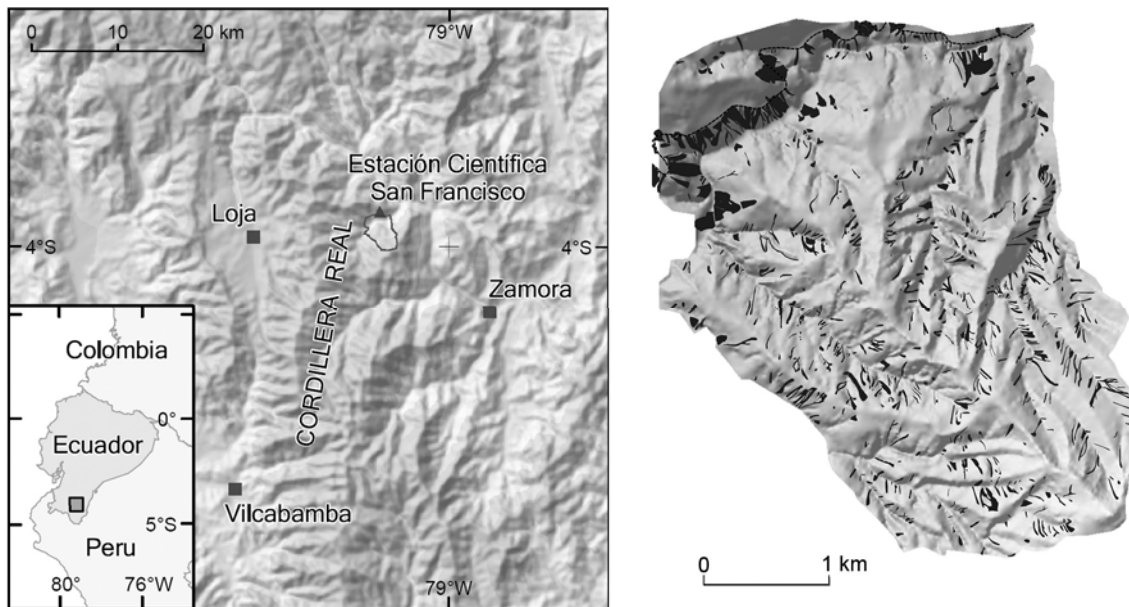 0 10 20 km
79°W
Estación Científica
San Francisco
Loja
4°S
4°S
CORDILLERA REAL
Zamora
Colombia
0°
Ecuador
Vilcabamba
5°S
Peru
80° 76°W
79°W
0 1 km